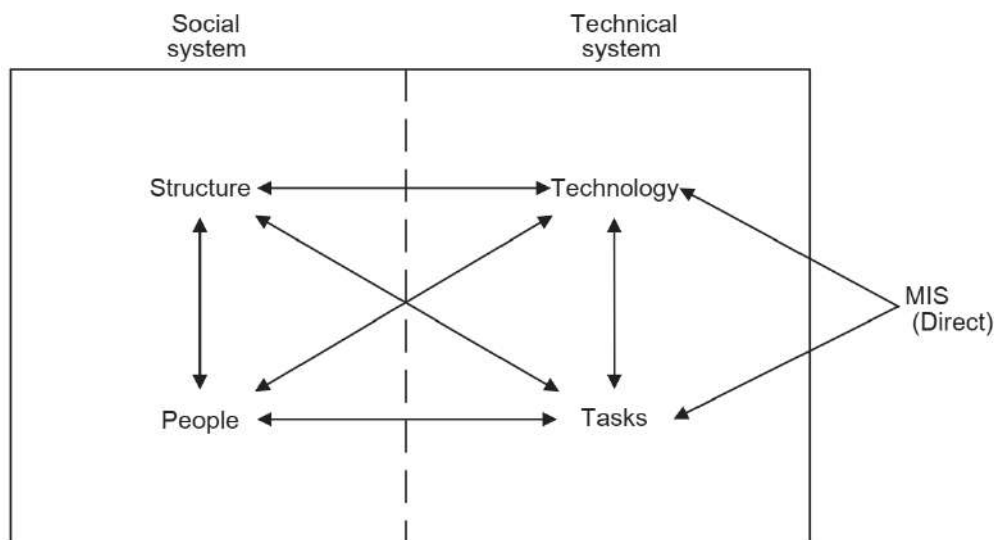 Social
system
Technical
system
Structure
Technology
MIS
(Direct)
People
Tasks